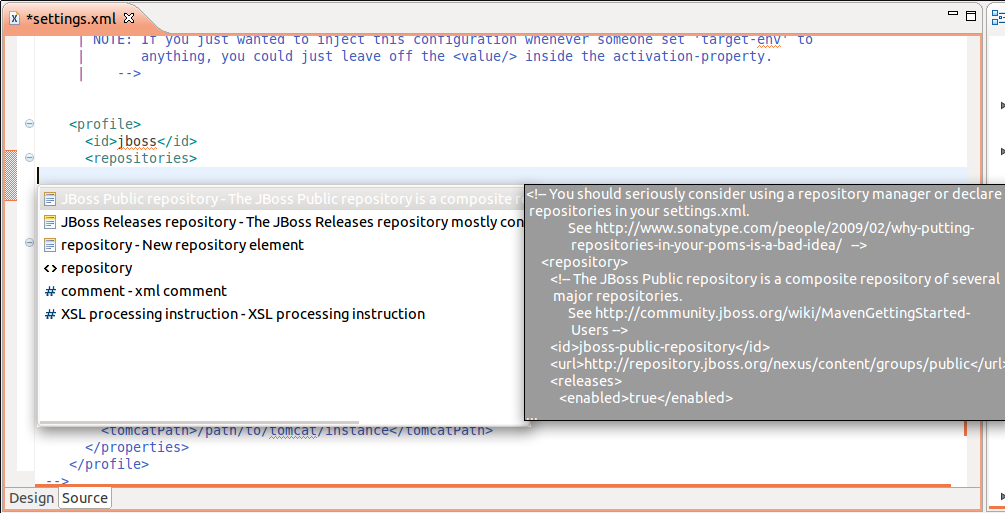 *settings.xml
| NOTE: If you just wanted to inject this configuration whenever someone set 'target-env' to
| anything, you could just leave off the <value/> inside the activation-property.
| -->
<profile>
<id>jboss</id>
<repositories>
JBoss Public repository - The JBoss Public repository is a composite r
JBoss Releases repository - The JBoss Releases repository mostly con
repository - New repository element
<> repository
# comment - xml comment
# XSL processing instruction - XSL processing instruction
<!-- You should seriously consider using a repository manager or declare
repositories in your settings.xml.
See http://www.sonatype.com/people/2009/02/why-putting-
repositories-in-your-poms-is-a-bad-idea/ -->
<repository>
<!-- The JBoss Public repository is a composite repository of several
major repositories.
See http://community.jboss.org/wiki/MavenGettingStarted-
Users -->
<id>jboss-public-repository</id>
<url>http://repository.jboss.org/nexus/content/groups/public</url>
<releases>
<enabled>true</enabled>
...
<tomcatPath>/path/to/tomcat/instance</tomcatPath>
</properties>
</profile>
-->
Design Source